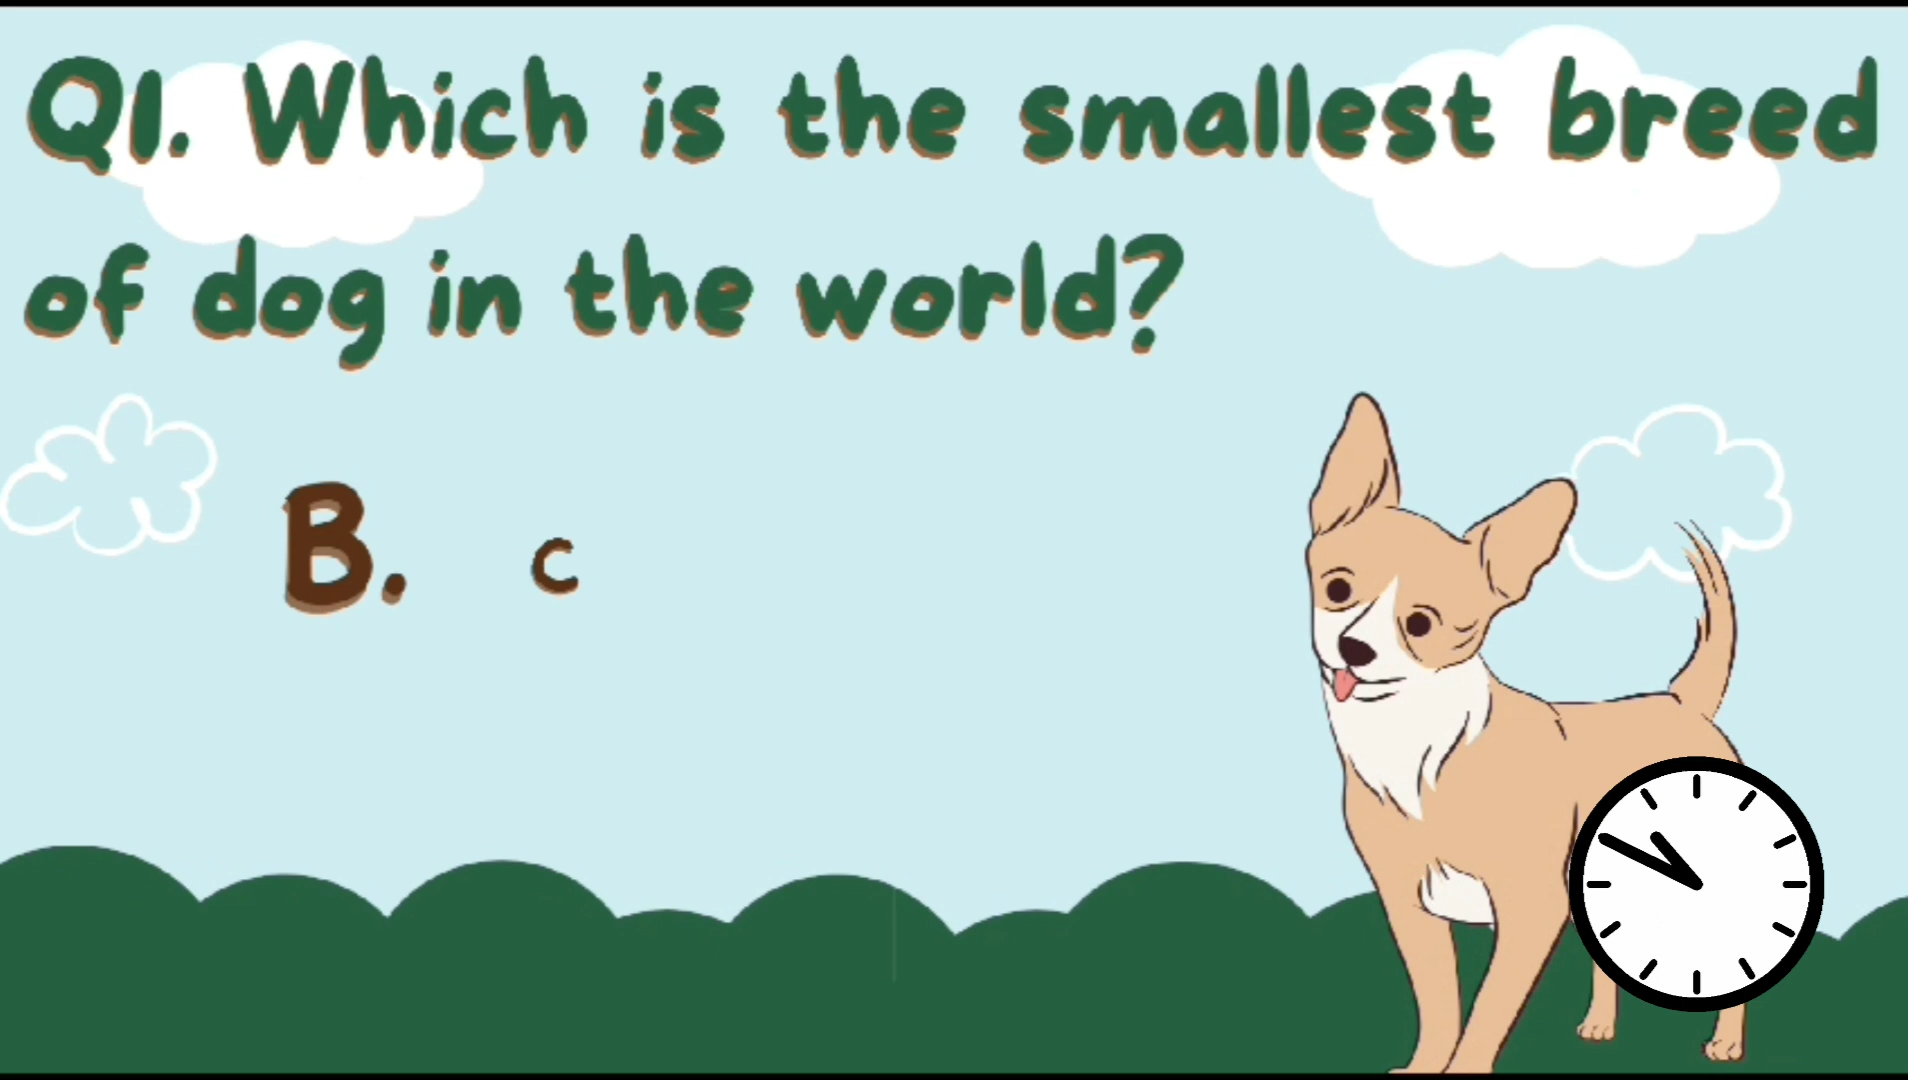 Q1. Which is the smallest breed
of dog in the world?
B. c